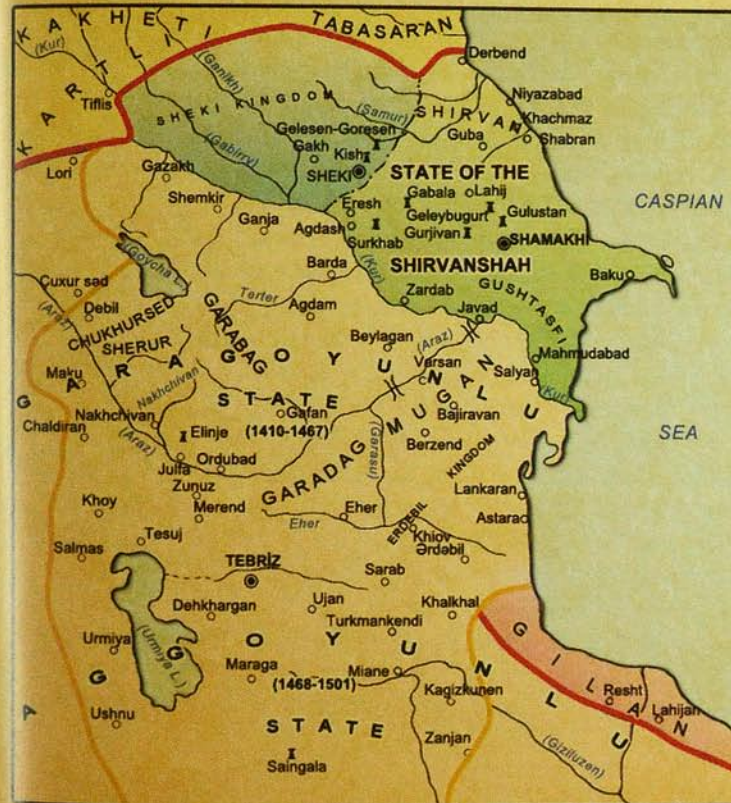 KAKHETI
TABASARAN
(Kur)
KARTLI
(Ganikh)
Derbend
Tiflis
SHEKI KINGDOM
(Samur)
SHIRVAN
Niyazabad
Khachmaz
(Gabirry)
Gelesen-Goresen
Guba
Shabran
Lori
Gakh
Kish
Gazakh
SHEKI
STATE OF THE
Shemkir
Gabala
Lahij
CASPIAN
Eresh
Geleybugurt
Gulustan
Ganja
Agdash
Gurjivan
SHAMAKHI
Surkhab
(Goycha L.)
(Kur)
SHIRVANSHAH
Barda
Baku
Cuxur səd
Terter
Zardab
GUSHTASFI
(Araz)
Debil
GARABAG
Agdam
Javad
CHUKHURSED
SHERUR
Beylagan
(Araz)
Mahmudabad
GARAGOYUNLU
Varsan
Maku
Salyan
Nakhchivan
STATE
MUGAN
(Kur)
Nakhchivan
Gafan
Bajiravan
Chaldiran
Elinje
(1410-1467)
SEA
(Araz)
(Garasu)
Berzend
KINGDOM
Julfa
Ordubad
GARADAG
Zunuz
Lankaran
Khoy
Merend
Eher
ERDEBIL
Astara
Tesuj
Eher
Khiov
Salmas
Ərdəbil
TEBRİZ
Sarab
Dehkhargan
Ujan
Khalkhal
Turkmankendi
GILAN
Urmiya
(Urmiya L.)
AGGOYUNLU
Maraga
Miane
(1468-1501)
Resht
Kagizkunen
Lahijan
Ushnu
STATE
Zanjan
(Giziluzen)
Saingala